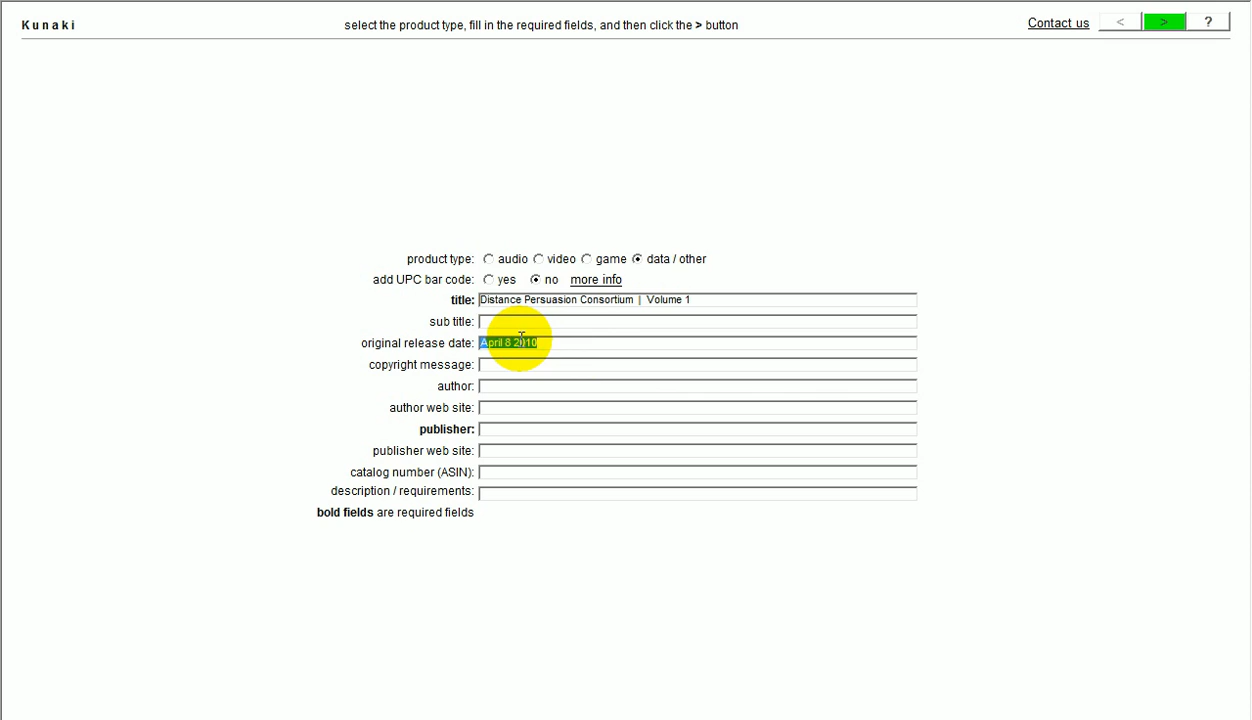 Kunaki
select the product type, fill in the required fields, and then click the > button
Contact us < > ?
product type: audio video game data / other
add UPC bar code: yes no more info
title: Distance Persuasion Consortium | Volume 1
sub title:
original release date: April 8 2010
copyright message:
author:
author web site:
publisher:
publisher web site:
catalog number (ASIN):
description / requirements:
bold fields are required fields